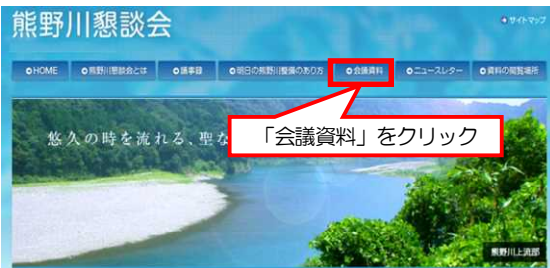 熊野川懇談会
サイトマップ
HOME 熊野川懇談会とは 議事録 明日の熊野川整備のあり方 会議資料 ニュースレター 資料の閲覧場所
「会議資料」をクリック
悠久の時を流れる、聖な
熊野川上流部